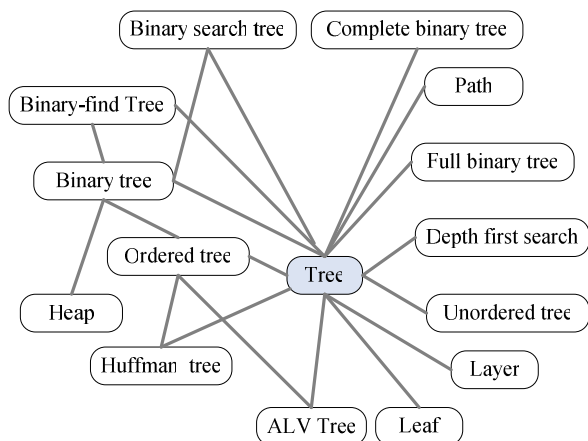 Binary search tree
Complete binary tree
Path
Binary-find Tree
Full binary tree
Binary tree
Depth first search
Ordered tree
Tree
Heap
Unordered tree
Huffman tree
Layer
ALV Tree
Leaf